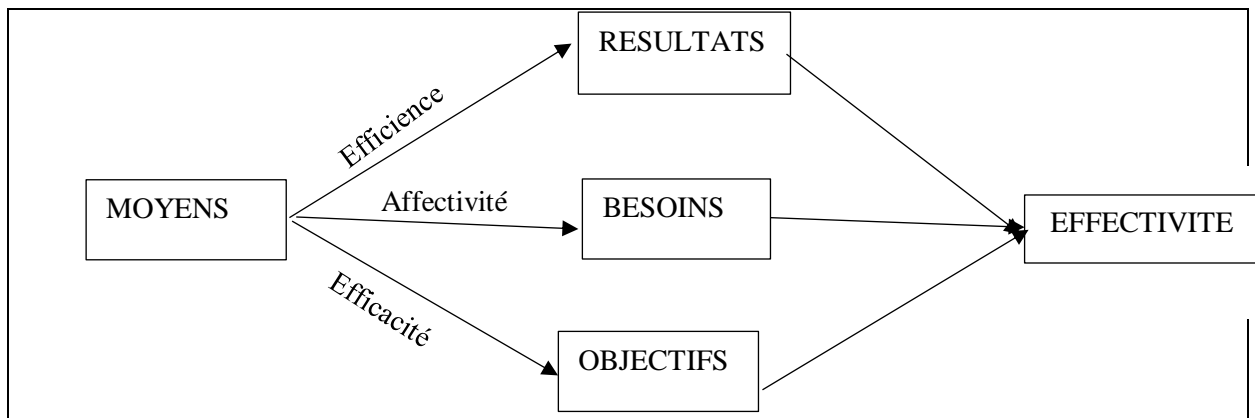 RESULTATS
Efficience
MOYENS
Affectivité
BESOINS
EFFECTIVITE
Efficacité
OBJECTIFS